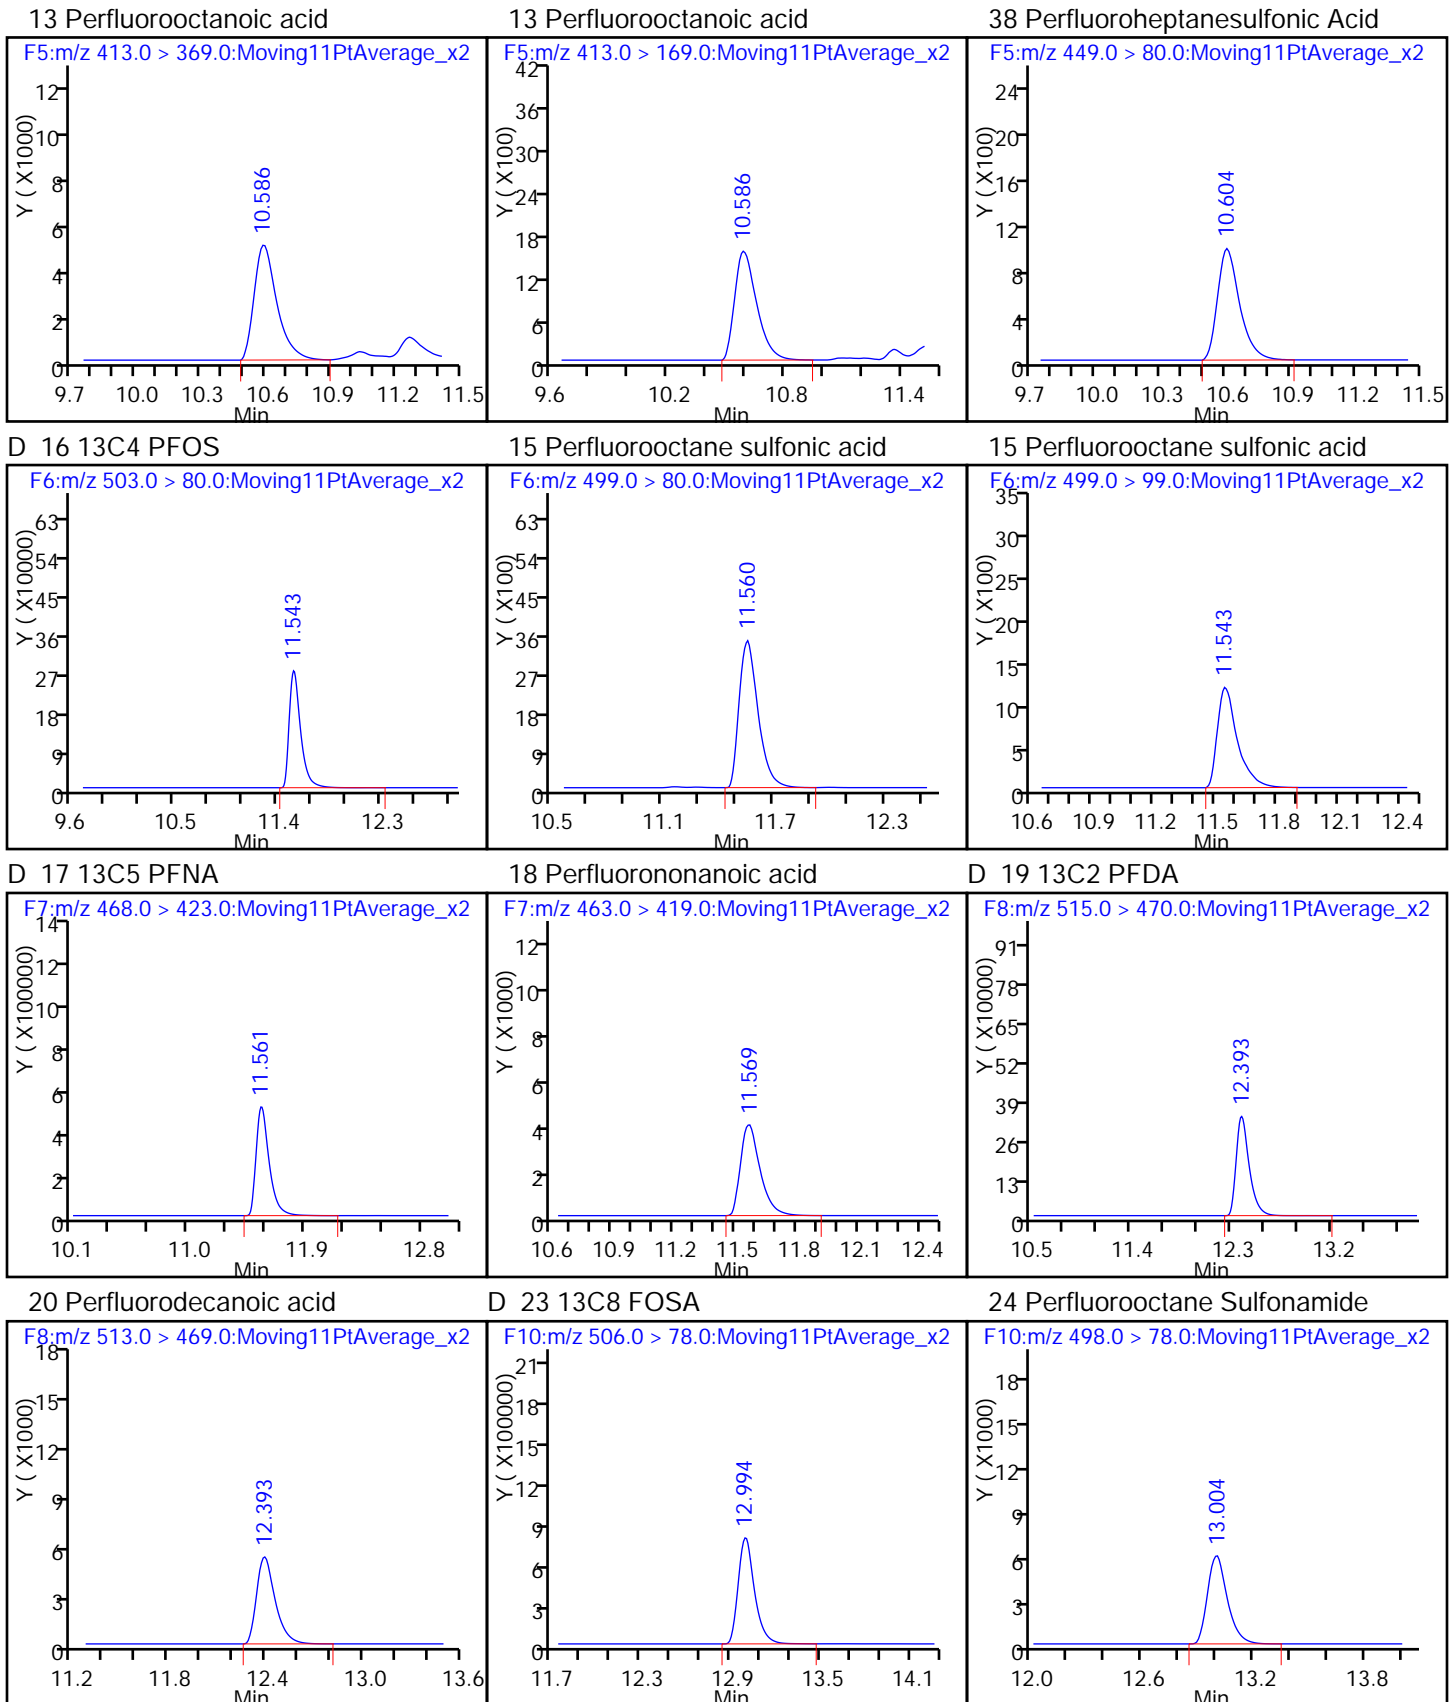 13 Perfluorooctanoic acid
F5:m/z 413.0 > 369.0:Moving11PtAverage_x2
Y ( X1000)
12
10
8
6
4
2
0
10.586
9.7 10.0 10.3 10.6 10.9 11.2 11.5
Min
13 Perfluorooctanoic acid
F5:m/z 413.0 > 169.0:Moving11PtAverage_x2
Y ( X100)
42
36
30
24
18
12
6
0
10.586
9.6 10.2 10.8 11.4
Min
38 Perfluoroheptanesulfonic Acid
F5:m/z 449.0 > 80.0:Moving11PtAverage_x2
Y ( X100)
24
20
16
12
8
4
0
10.604
9.7 10.0 10.3 10.6 10.9 11.2 11.5
Min
D 16 13C4 PFOS
F6:m/z 503.0 > 80.0:Moving11PtAverage_x2
Y ( X10000)
63
54
45
36
27
18
9
0
11.543
9.6 10.5 11.4 12.3
Min
15 Perfluorooctane sulfonic acid
F6:m/z 499.0 > 80.0:Moving11PtAverage_x2
Y ( X100)
63
54
45
36
27
18
9
0
11.560
10.5 11.1 11.7 12.3
Min
15 Perfluorooctane sulfonic acid
F6:m/z 499.0 > 99.0:Moving11PtAverage_x2
Y ( X100)
35
30
25
20
15
10
5
0
11.543
10.6 10.9 11.2 11.5 11.8 12.1 12.4
Min
D 17 13C5 PFNA
F7:m/z 468.0 > 423.0:Moving11PtAverage_x2
Y ( X100000)
14
12
10
8
6
4
2
0
11.561
10.1 11.0 11.9 12.8
Min
18 Perfluorononanoic acid
F7:m/z 463.0 > 419.0:Moving11PtAverage_x2
Y ( X1000)
12
10
8
6
4
2
0
11.569
10.6 10.9 11.2 11.5 11.8 12.1 12.4
Min
D 19 13C2 PFDA
F8:m/z 515.0 > 470.0:Moving11PtAverage_x2
Y ( X10000)
91
78
65
52
39
26
13
0
12.393
10.5 11.4 12.3 13.2
Min
20 Perfluorodecanoic acid
F8:m/z 513.0 > 469.0:Moving11PtAverage_x2
Y ( X1000)
18
15
12
9
6
3
0
12.393
11.2 11.8 12.4 13.0 13.6
Min
D 23 13C8 FOSA
F10:m/z 506.0 > 78.0:Moving11PtAverage_x2
Y ( X100000)
21
18
15
12
9
6
3
0
12.994
11.7 12.3 12.9 13.5 14.1
Min
24 Perfluorooctane Sulfonamide
F10:m/z 498.0 > 78.0:Moving11PtAverage_x2
Y ( X1000)
18
15
12
9
6
3
0
13.004
12.0 12.6 13.2 13.8
Min